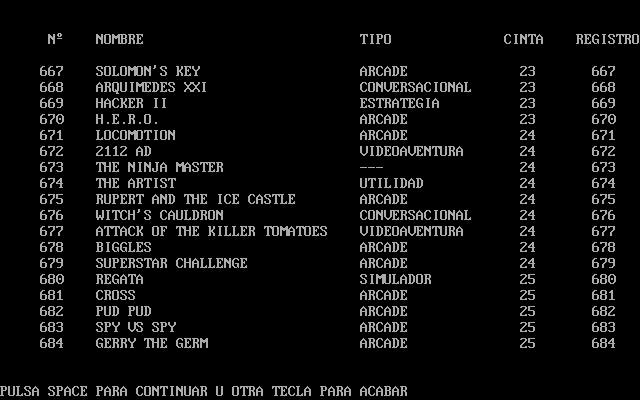 Nº NOMBRE TIPO CINTA REGISTRO
667 SOLOMON'S KEY ARCADE 23 667
668 ARQUIMEDES XXI CONVERSACIONAL 23 668
669 HACKER II ESTRATEGIA 23 669
670 H.E.R.O. ARCADE 23 670
671 LOCOMOTION ARCADE 24 671
672 2112 AD VIDEOAVENTURA 24 672
673 THE NINJA MASTER --- 24 673
674 THE ARTIST UTILIDAD 24 674
675 RUPERT AND THE ICE CASTLE ARCADE 24 675
676 WITCH'S CAULDRON CONVERSACIONAL 24 676
677 ATTACK OF THE KILLER TOMATOES VIDEOAVENTURA 24 677
678 BIGGLES ARCADE 24 678
679 SUPERSTAR CHALLENGE ARCADE 24 679
680 REGATA SIMULADOR 25 680
681 CROSS ARCADE 25 681
682 PUD PUD ARCADE 25 682
683 SPY VS SPY ARCADE 25 683
684 GERRY THE GERM ARCADE 25 684
PULSA SPACE PARA CONTINUAR U OTRA TECLA PARA ACABAR